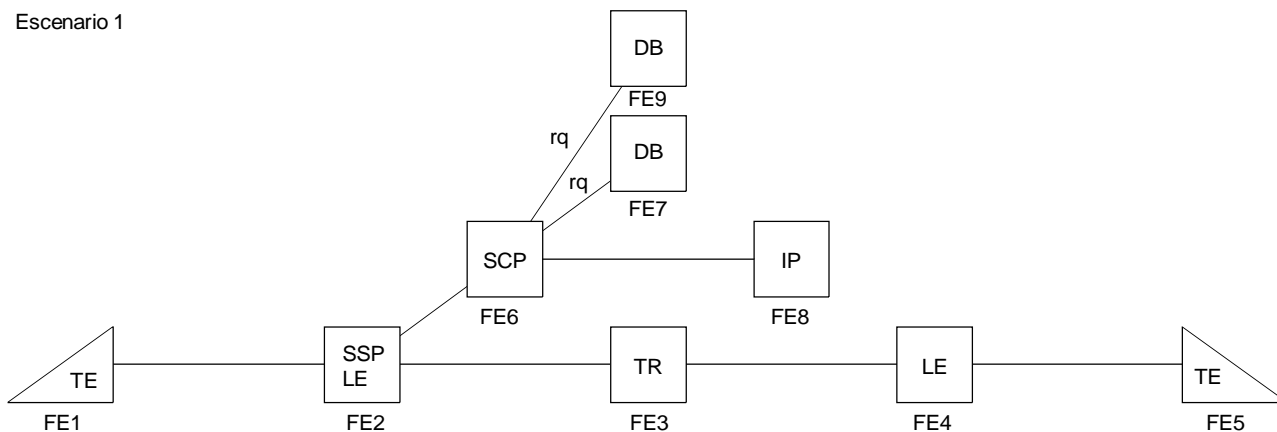 Escenario 1
DB
FE9
rq
DB
rq
FE7
SCP
IP
FE6
FE8
TE
SSP
LE
TR
LE
TE
FE1
FE2
FE3
FE4
FE5